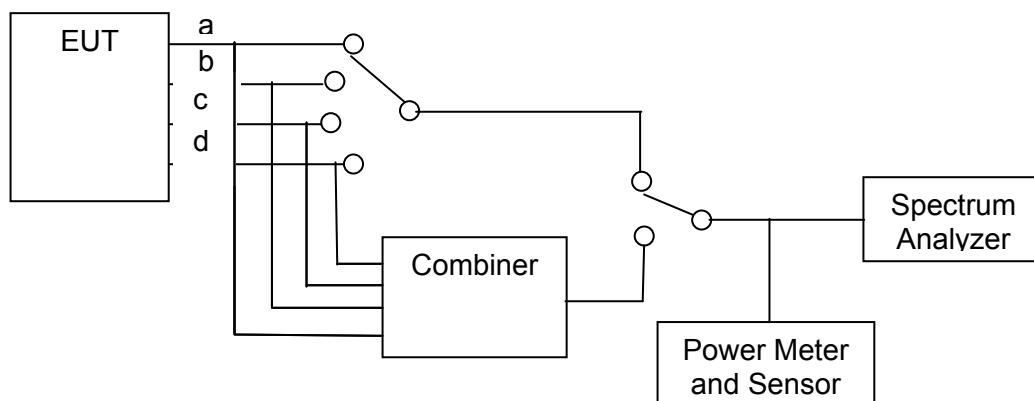 EUT
a
b
c
d
Combiner
Spectrum
Analyzer
Power Meter
and Sensor